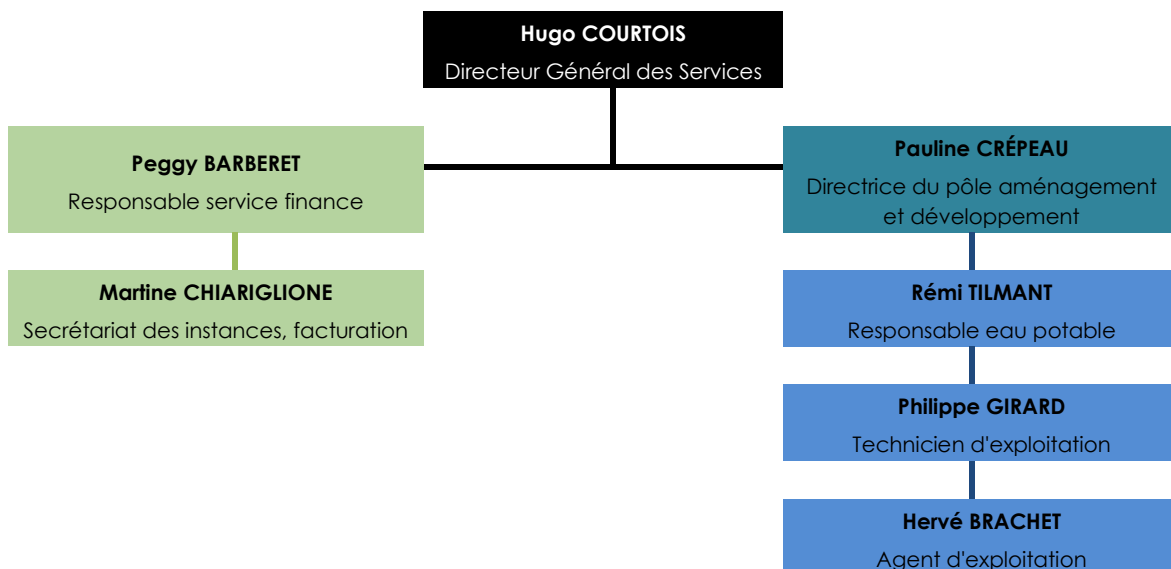 Hugo COURTOIS
Directeur Général des Services
Peggy BARBERET
Responsable service finance
Martine CHIARIGLIONE
Secrétariat des instances, facturation
Pauline CRÉPEAU
Directrice du pôle aménagement
et développement
Rémi TILMANT
Responsable eau potable
Philippe GIRARD
Technicien d'exploitation
Hervé BRACHET
Agent d'exploitation